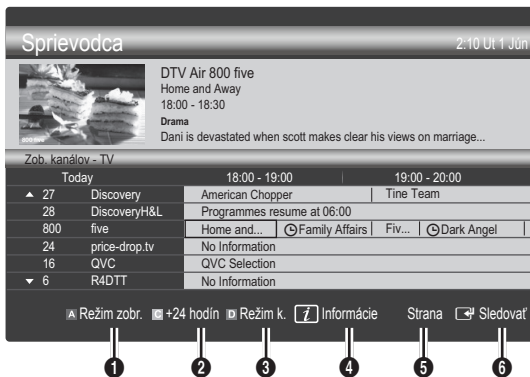 Sprievodca 2:10 Ut 1 Jún
DTV Air 800 five
Home and Away
18:00 - 18:30
Drama
Dani is devastated when scott makes clear his views on marriage...
800 five
Zob. kanálov - TV
Today 18:00 - 19:00 19:00 - 20:00
▲ 27 Discovery American Chopper Tine Team
28 DiscoveryH&L Programmes resume at 06:00
800 five Home and... Family Affairs Fiv... Dark Angel
24 price-drop.tv No Information
16 QVC QVC Selection
▼ 6 R4DTT No Information
A Režim zobr. C +24 hodín D Režim k. i Informácie Strana Sledovať
1 2 3 4 5 6